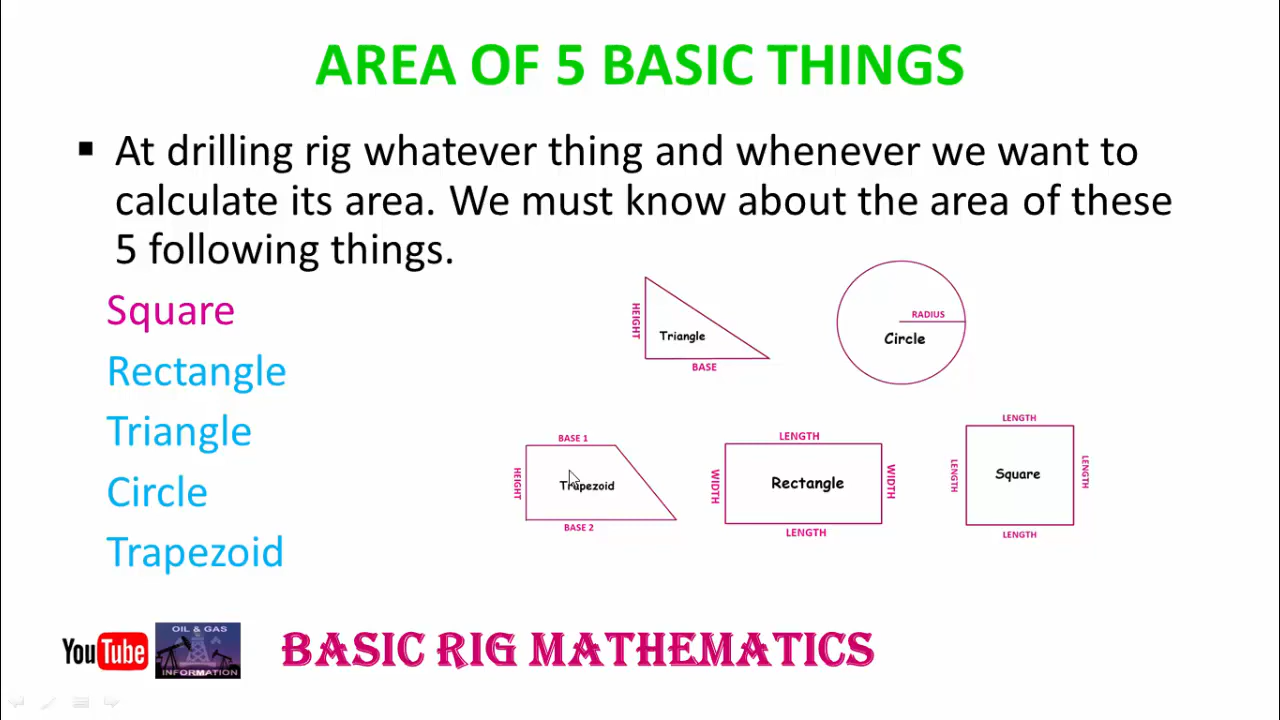 AREA OF 5 BASIC THINGS
▪ At drilling rig whatever thing and whenever we want to
calculate its area. We must know about the area of these
5 following things.
Square
Rectangle
Triangle
Circle
Trapezoid
HEIGHT
Triangle
BASE
RADIUS
Circle
BASE 1
HEIGHT
Trapezoid
BASE 2
LENGTH
WIDTH
Rectangle
WIDTH
LENGTH
LENGTH
LENGTH
Square
LENGTH
LENGTH
YouTube
OIL & GAS
INFORMATION
BASIC RIG MATHEMATICS